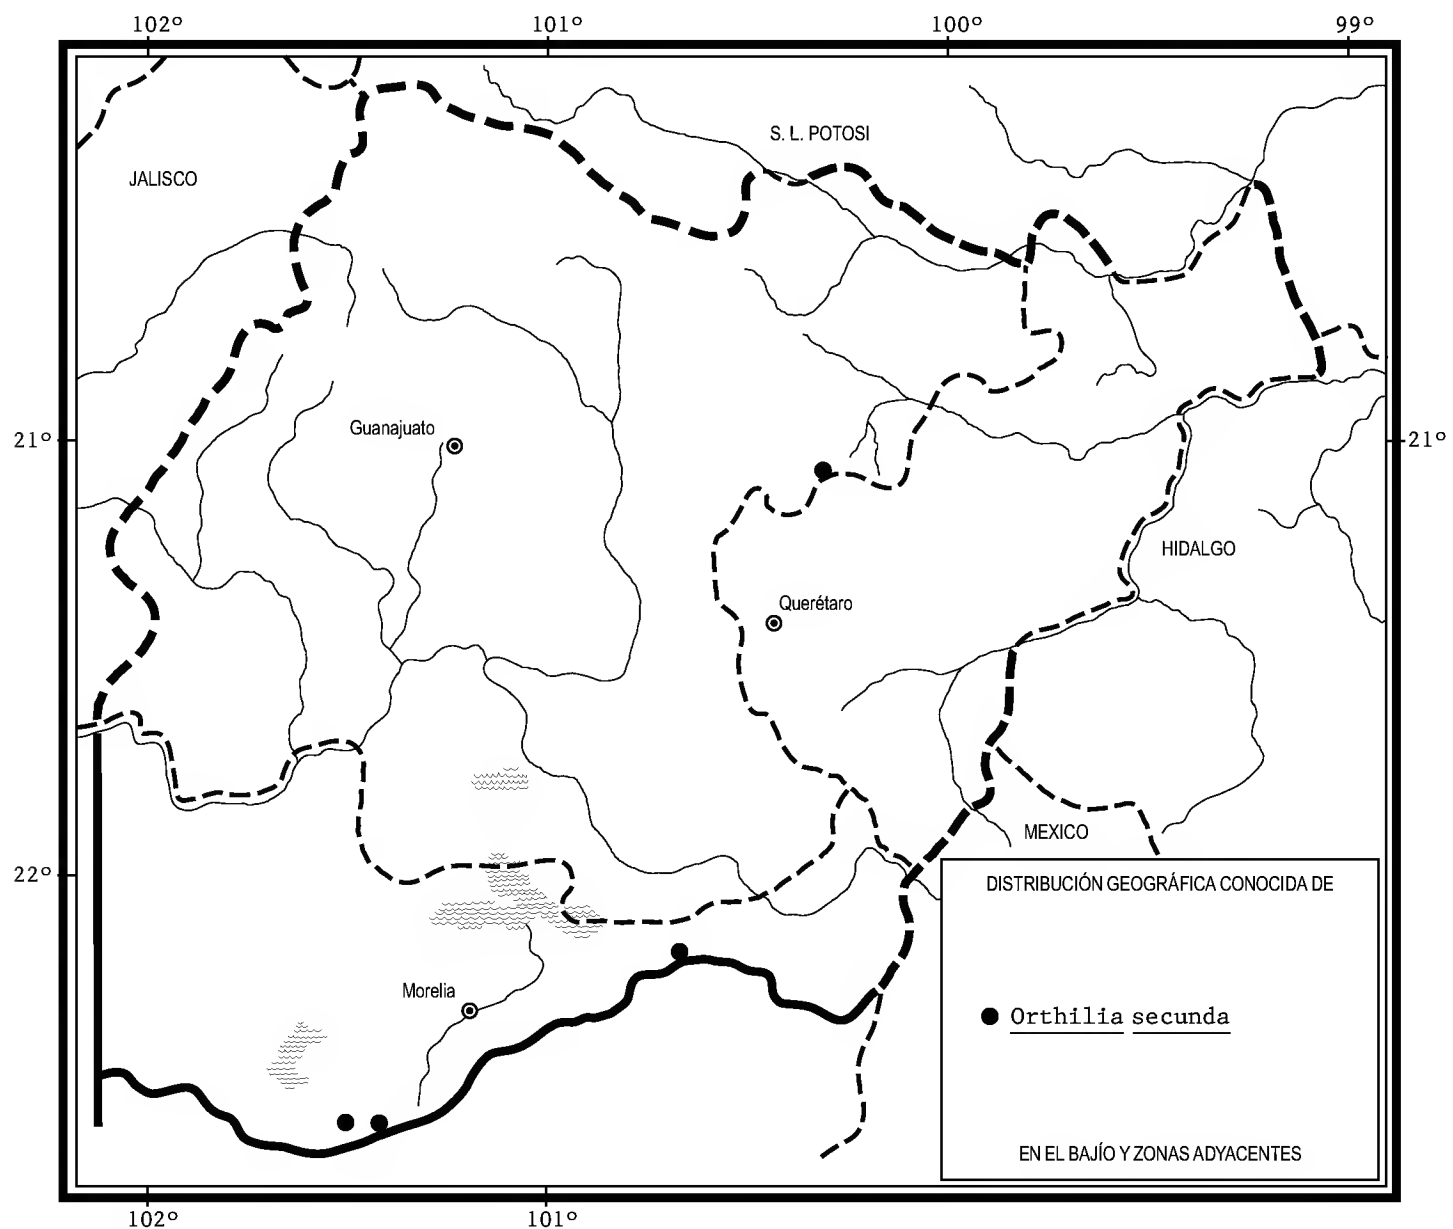 102° 101° 100° 99°
S. L. POTOSI
JALISCO
Guanajuato
21° 21°
HIDALGO
Querétaro
MEXICO
22°
DISTRIBUCIÓN GEOGRÁFICA CONOCIDA DE
Morelia
Orthilia secunda
EN EL BAJÍO Y ZONAS ADYACENTES
102° 101°